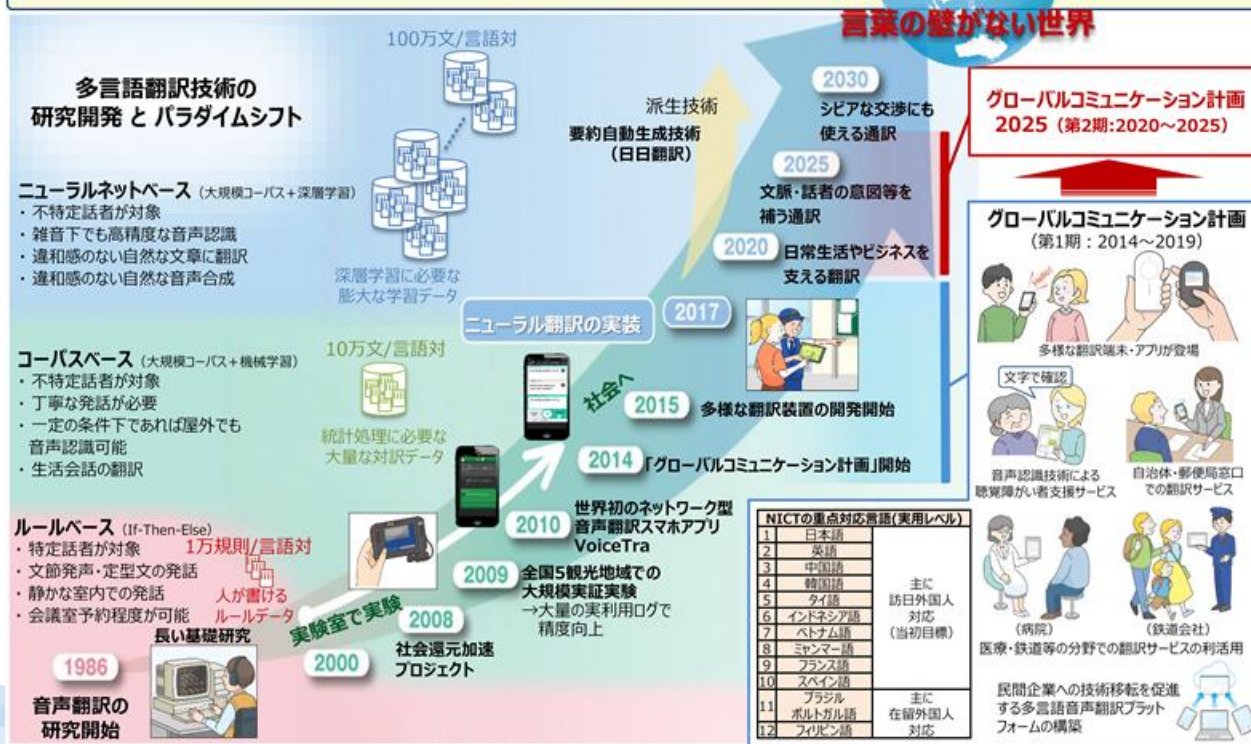 言葉の壁がない世界
多言語翻訳技術の
研究開発 と パラダイムシフト
100万文/言語対
深層学習に必要な
膨大な学習データ
ニューラルネットベース (大規模コーパス+深層学習)
・不特定話者が対象
・雑音下でも高精度な音声認識
・違和感のない自然な文章に翻訳
・違和感のない自然な音声合成
コーパスベース (大規模コーパス+機械学習)
・不特定話者が対象
・丁寧な発話が必要
・一定の条件下であれば屋外でも
音声認識可能
・生活会話の翻訳
10万文/言語対
統計処理に必要な
大量な対訳データ
ルールベース (If-Then-Else)
・特定話者が対象
・文節発声・定型文の発話
・静かな室内での発話
・会議室予約程度が可能
1万規則/言語対
人が書ける
ルールデータ
長い基礎研究
1986
音声翻訳の
研究開始
実験室で実験
2000
2008
社会還元加速
プロジェクト
2009
全国5観光地域での
大規模実証実験
→大量の実利用ログで
精度向上
2010
世界初のネットワーク型
音声翻訳スマホアプリ
VoiceTra
2014
「グローバルコミュニケーション計画」開始
社会へ
2015
多様な翻訳装置の開発開始
ニューラル翻訳の実装
2017
2020
日常生活やビジネスを
支える翻訳
2025
文脈・話者の意図等を
補う通訳
2030
シビアな交渉にも
使える通訳
派生技術
要約自動生成技術
(日日翻訳)
グローバルコミュニケーション計画
2025 (第2期:2020~2025)
グローバルコミュニケーション計画
(第1期:2014~2019)
多様な翻訳端末・アプリが登場
文字で確認
音声認識技術による
聴覚障がい者支援サービス
自治体・郵便局窓口
での翻訳サービス
(病院)
(鉄道会社)
医療・鉄道等の分野での翻訳サービスの利活用
民間企業への技術移転を促進
する多言語音声翻訳プラット
フォームの構築
NICTの重点対応言語(実用レベル)
1 日本語
2 英語
3 中国語
4 韓国語
5 タイ語
6 インドネシア語
7 ベトナム語
8 ミャンマー語
9 フランス語
10 スペイン語
主に
訪日外国人
対応
(当初目標)
11 ブラジル
ポルトガル語
12 フィリピン語
主に
在留外国人
対応